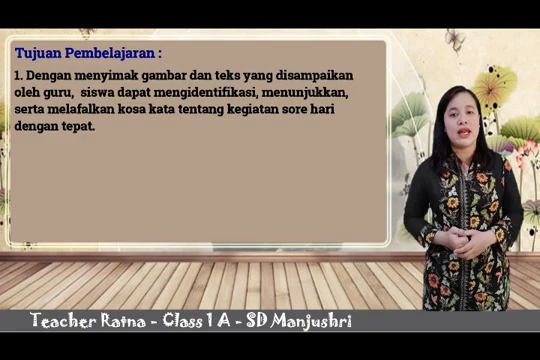 Tujuan Pembelajaran :
1. Dengan menyimak gambar dan teks yang disampaikan
oleh guru, siswa dapat mengidentifikasi, menunjukkan,
serta melafalkan kosa kata tentang kegiatan sore hari
dengan tepat.
Teacher Ratna - Class 1 A - SD Manjushri